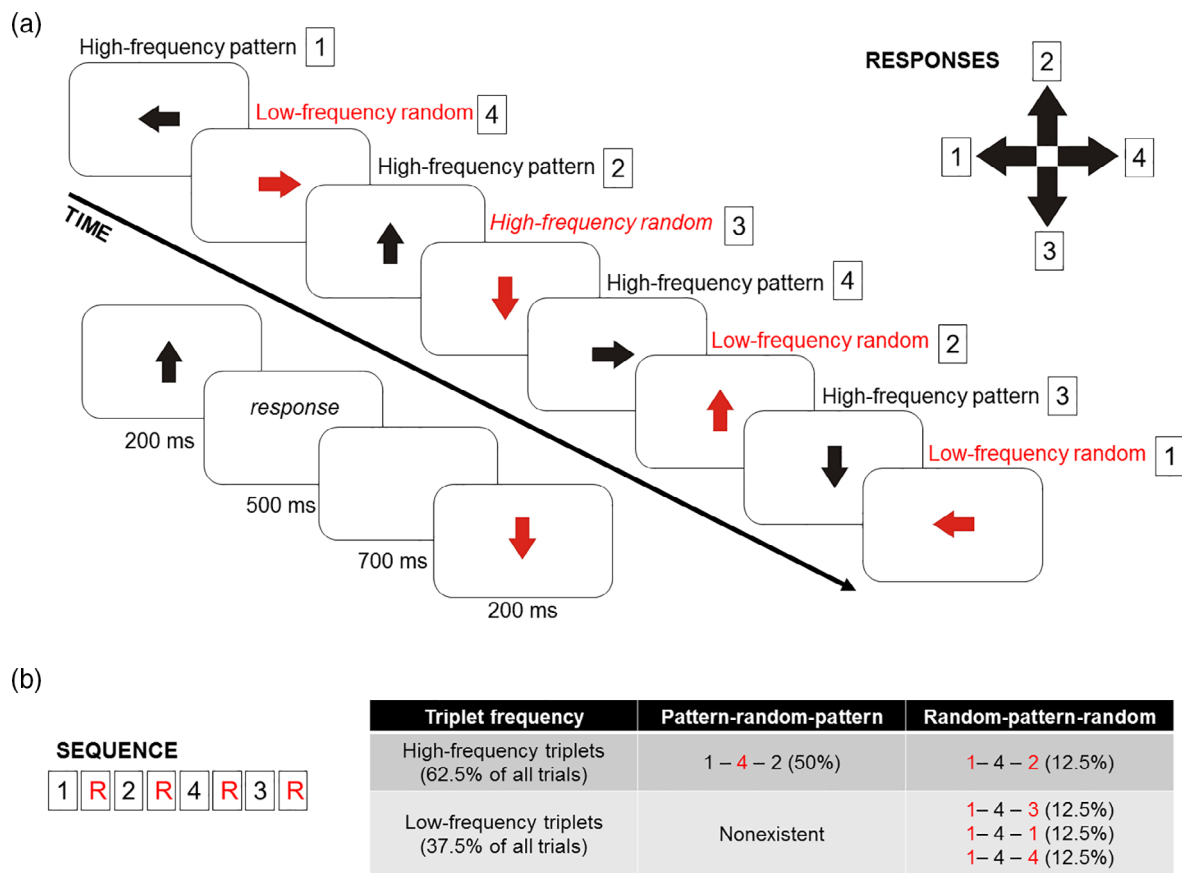 (a)
High-frequency pattern 1
Low-frequency random 4
High-frequency pattern 2
High-frequency random 3
High-frequency pattern 4
Low-frequency random 2
High-frequency pattern 3
Low-frequency random 1
RESPONSES
2
1
4
3
TIME
response
200 ms
500 ms
700 ms
200 ms
(b)
SEQUENCE
1 R 2 R 4 R 3 R
Triplet frequency Pattern-random-pattern Random-pattern-random
High-frequency triplets
(62.5% of all trials)
1 – 4 – 2 (50%)
1– 4 – 2 (12.5%)
Low-frequency triplets
(37.5% of all trials)
Nonexistent
1– 4 – 3 (12.5%)
1– 4 – 1 (12.5%)
1– 4 – 4 (12.5%)